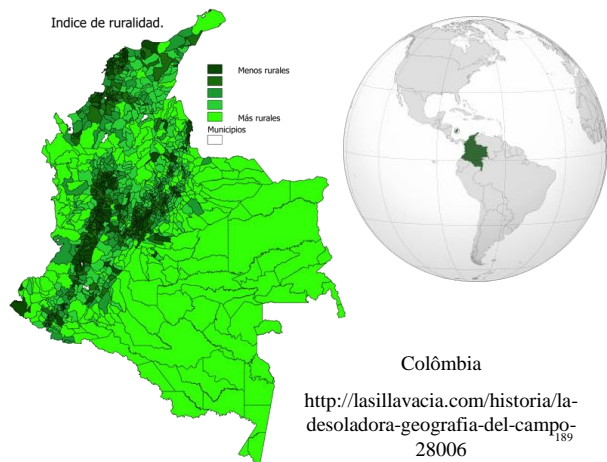 Indice de ruralidad.
Menos rurales
Más rurales
Municipios
Colômbia
http://lasillavacia.com/historia/la-
desoladora-geografia-del-campo-
28006
189